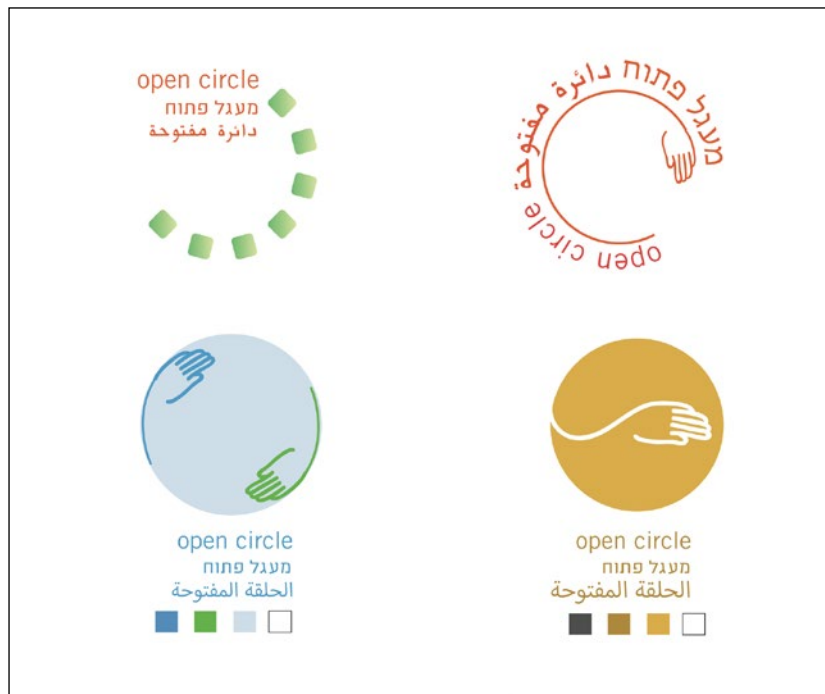 open circle
מעגל פתוח
دائرة مفتوحة
מעגל פתוח دائرة مفتوحة open circle
open circle
מעגל פתוח
الحلقة المفتوحة
open circle
מעגל פתוח
الحلقة المفتوحة